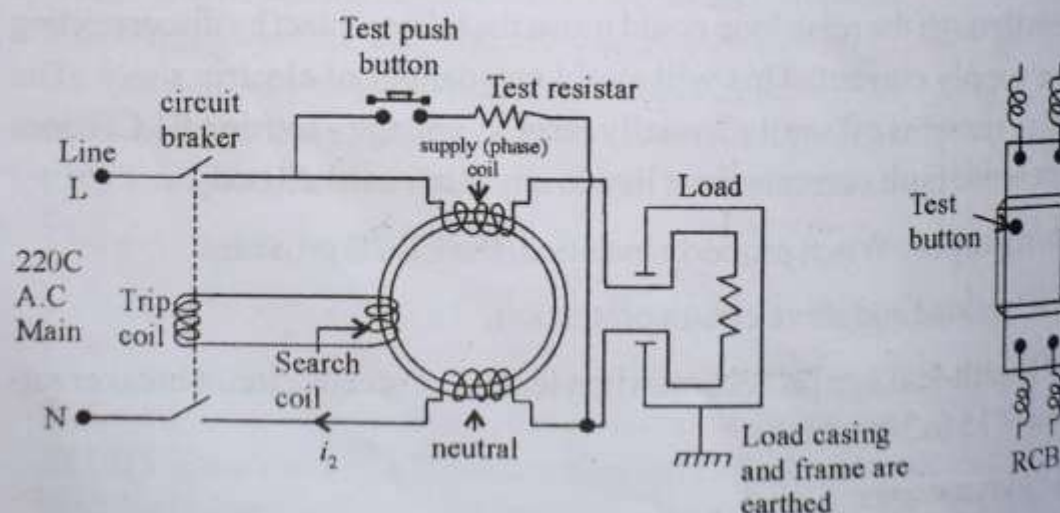 Test push
button
Test resistar
circuit
braker
supply (phase)
coil
Line
L
Load
Test
button
220C
A.C
Main
Trip
coil
Search
coil
N
i₂
neutral
Load casing
and frame are
earthed
RCB